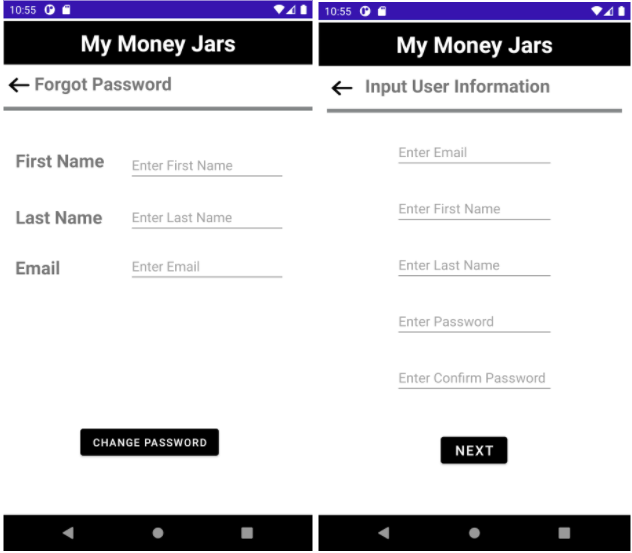 10:55
My Money Jars
Forgot Password
First Name Enter First Name
Last Name Enter Last Name
Email Enter Email
CHANGE PASSWORD
10:55
My Money Jars
Input User Information
Enter Email
Enter First Name
Enter Last Name
Enter Password
Enter Confirm Password
NEXT